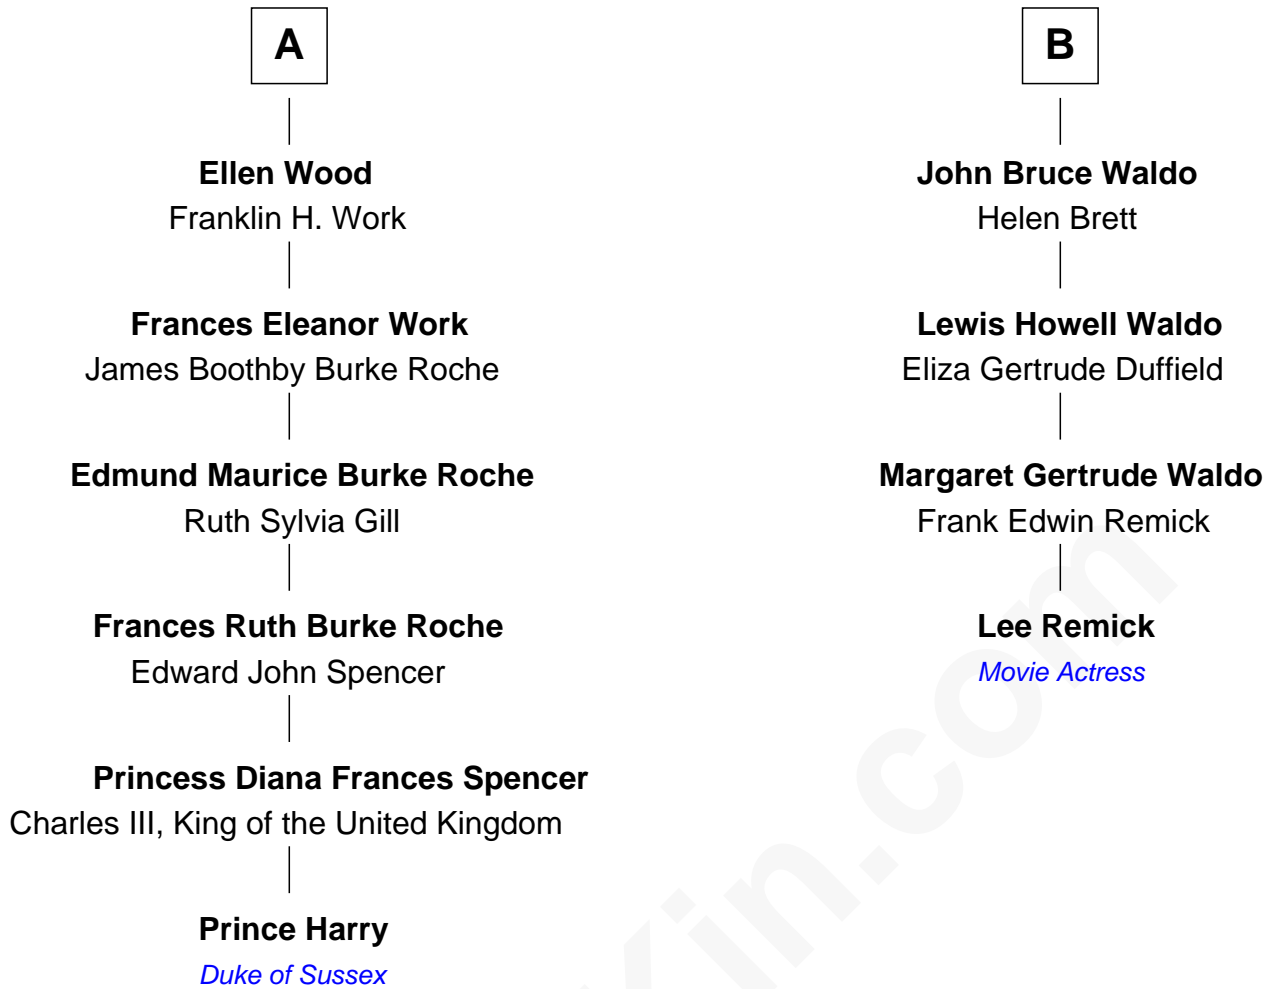 A
Ellen Wood
Franklin H. Work
Frances Eleanor Work
James Boothby Burke Roche
Edmund Maurice Burke Roche
Ruth Sylvia Gill
Frances Ruth Burke Roche
Edward John Spencer
Princess Diana Frances Spencer
Charles III, King of the United Kingdom
Prince Harry
Duke of Sussex
B
John Bruce Waldo
Helen Brett
Lewis Howell Waldo
Eliza Gertrude Duffield
Margaret Gertrude Waldo
Frank Edwin Remick
Lee Remick
Movie Actress
Kin.com